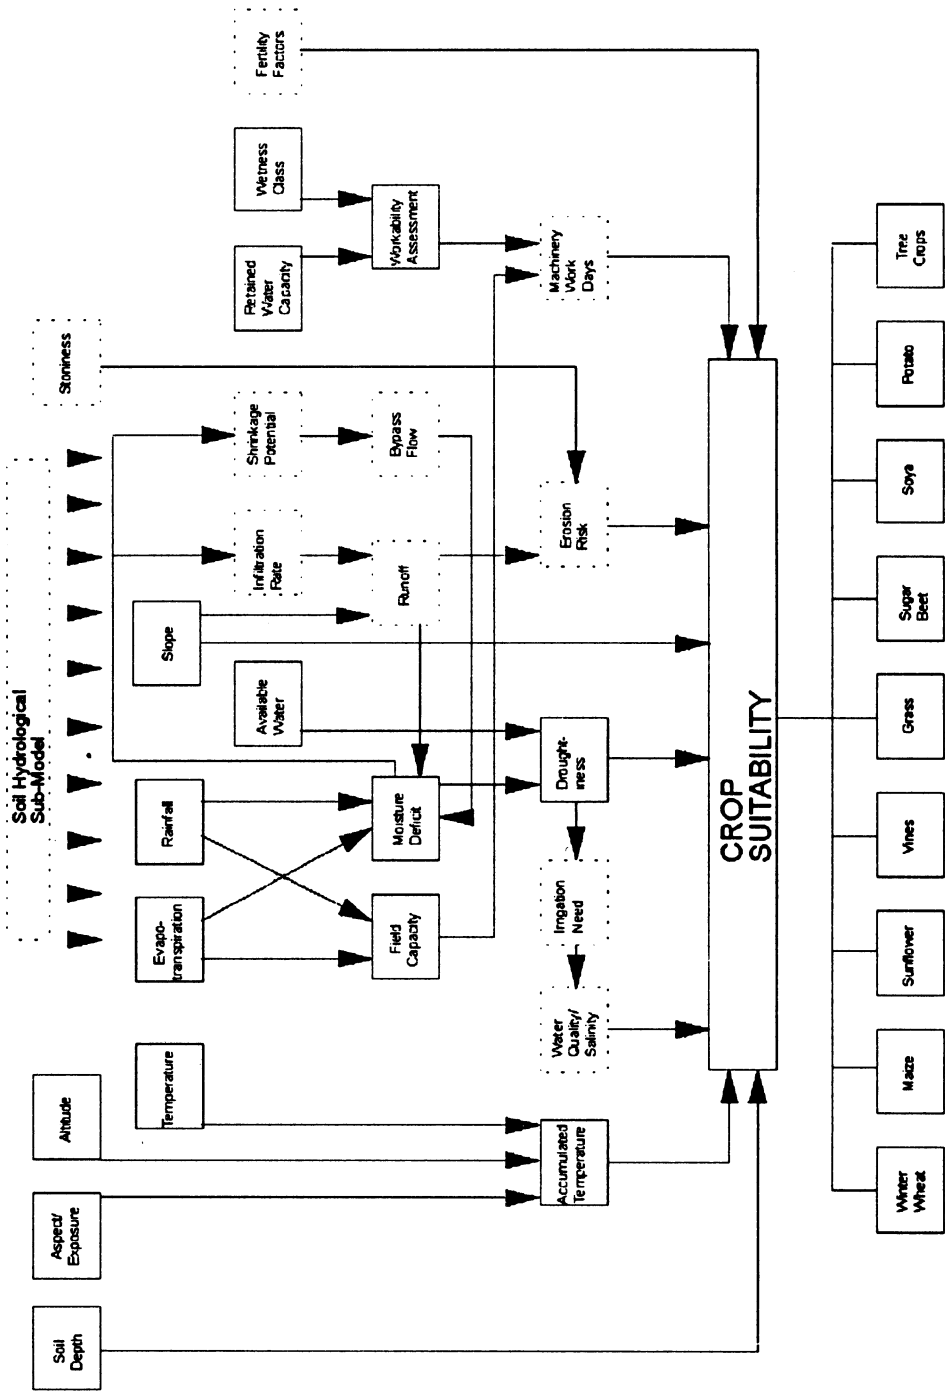 Soil Hydrological
Sub-Model
Soil
Depth
Aspect/
Exposure
Altitude
Stoniness
Temperature
Evapo-
transpiration
Rainfall
Slope
Available
Water
Infiltration
Rate
Shrinkage
Potential
Retained
Water
Capacity
Wetness
Class
Fertility
Factors
Field
Capacity
Moisture
Deficit
Runoff
Bypass
Flow
Workability
Assessment
Accumulated
Temperature
Water
Quality/
Salinity
Irrigation
Need
Drought-
iness
Erosion
Risk
Machinery
Work
Days
CROP
SUITABILITY
Winter
Wheat
Maize
Sunflower
Vines
Grass
Sugar
Beet
Soya
Potato
Tree
Crops